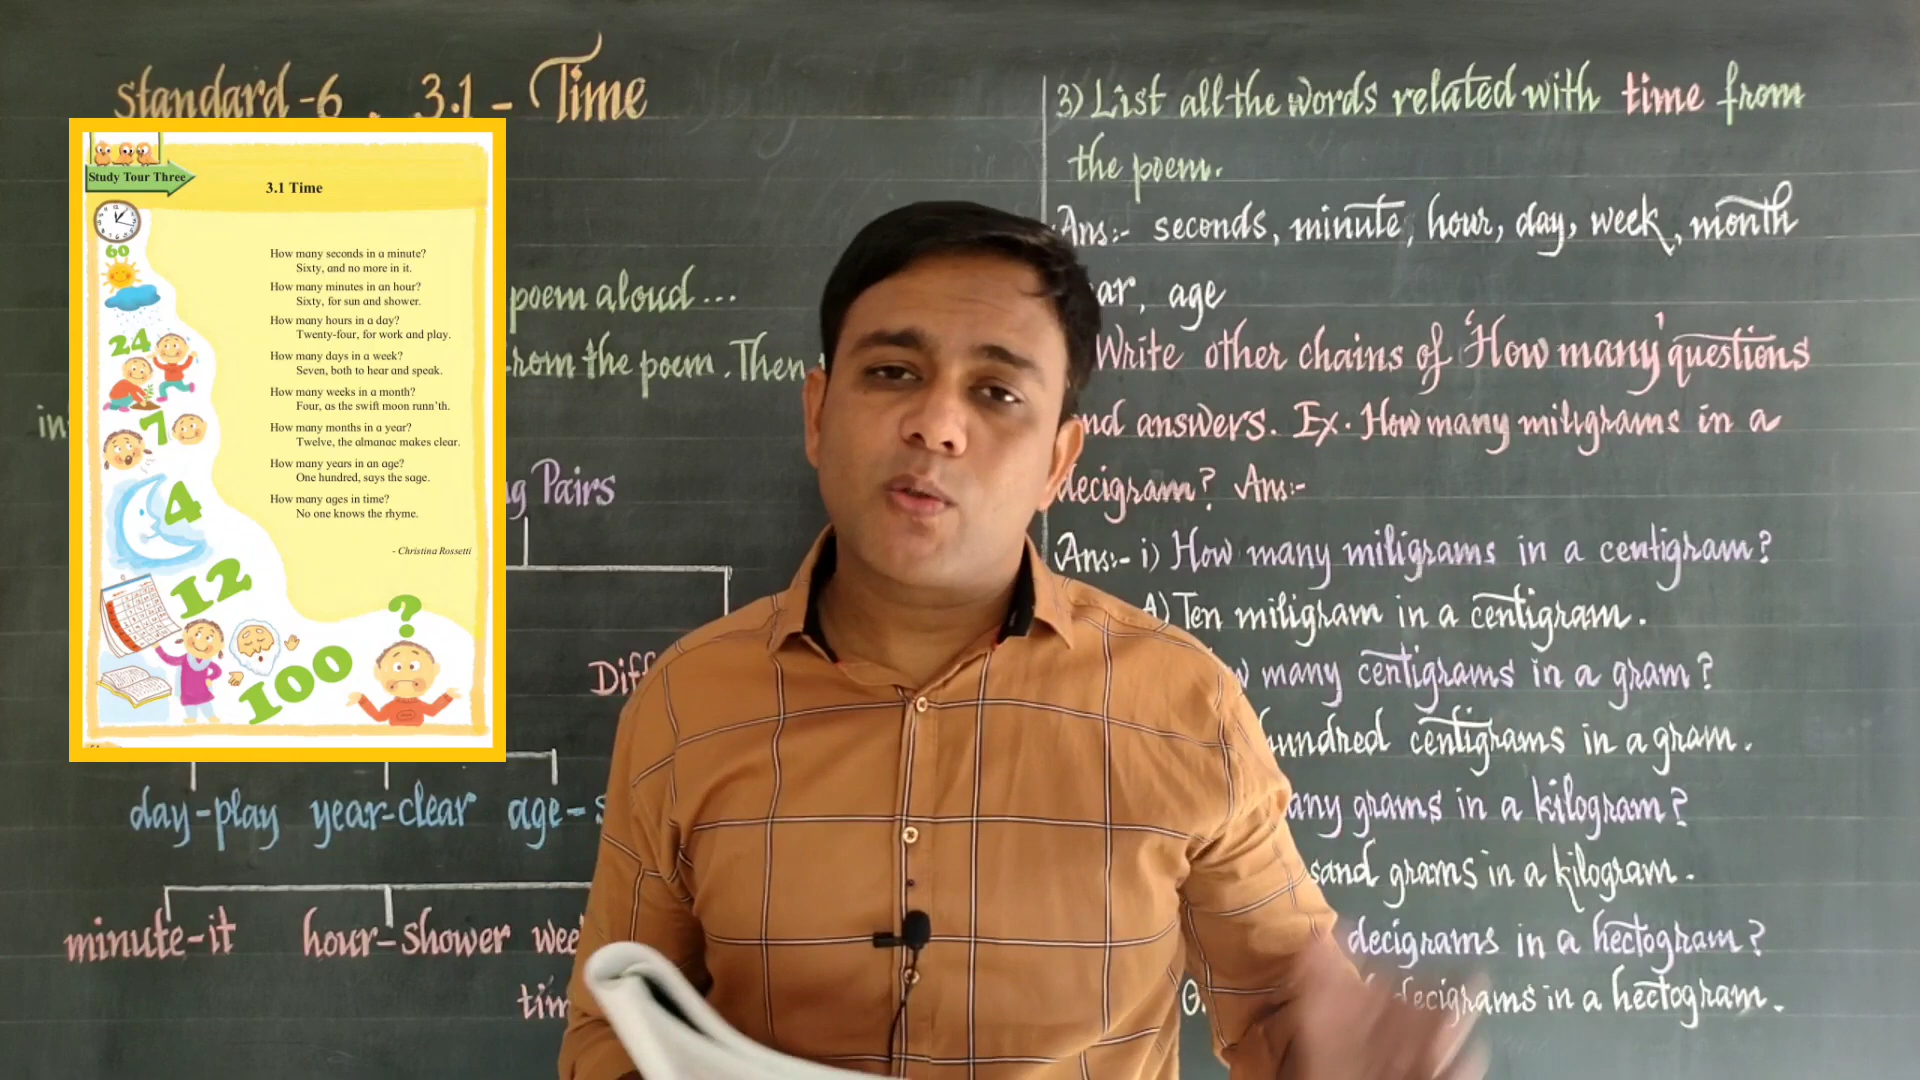 standard-6 . 3.1 - Time
Study Tour Three
3.1 Time
How many seconds in a minute?
Sixty, and no more in it.
How many minutes in an hour?
Sixty, for sun and shower.
How many hours in a day?
Twenty-four, for work and play.
How many days in a week?
Seven, both to hear and speak.
How many weeks in a month?
Four, as the swift moon runn'th.
How many months in a year?
Twelve, the almanac makes clear.
How many years in an age?
One hundred, says the sage.
How many ages in time?
No one knows the rhyme.
- Christina Rossetti
60
24
7
4
12
100
?
poem aloud...
from the poem. Then
in
Pairs
day-play year-clear age-
minute-it hour-shower
3) List all the words related with time from
the poem.
Ans:- seconds, minute, hour, day, week, month
age
Write other chains of 'How many' questions
answers. Ex. How many miligrams in a
decigram? Ans:-
Ans:- i) How many miligrams in a centigram?
A) Ten miligram in a centigram.
many centigrams in a gram?
hundred centigrams in a gram.
grams in a kilogram?
grams in a kilogram.
decigrams in a hectogram?
decigrams in a hectogram.